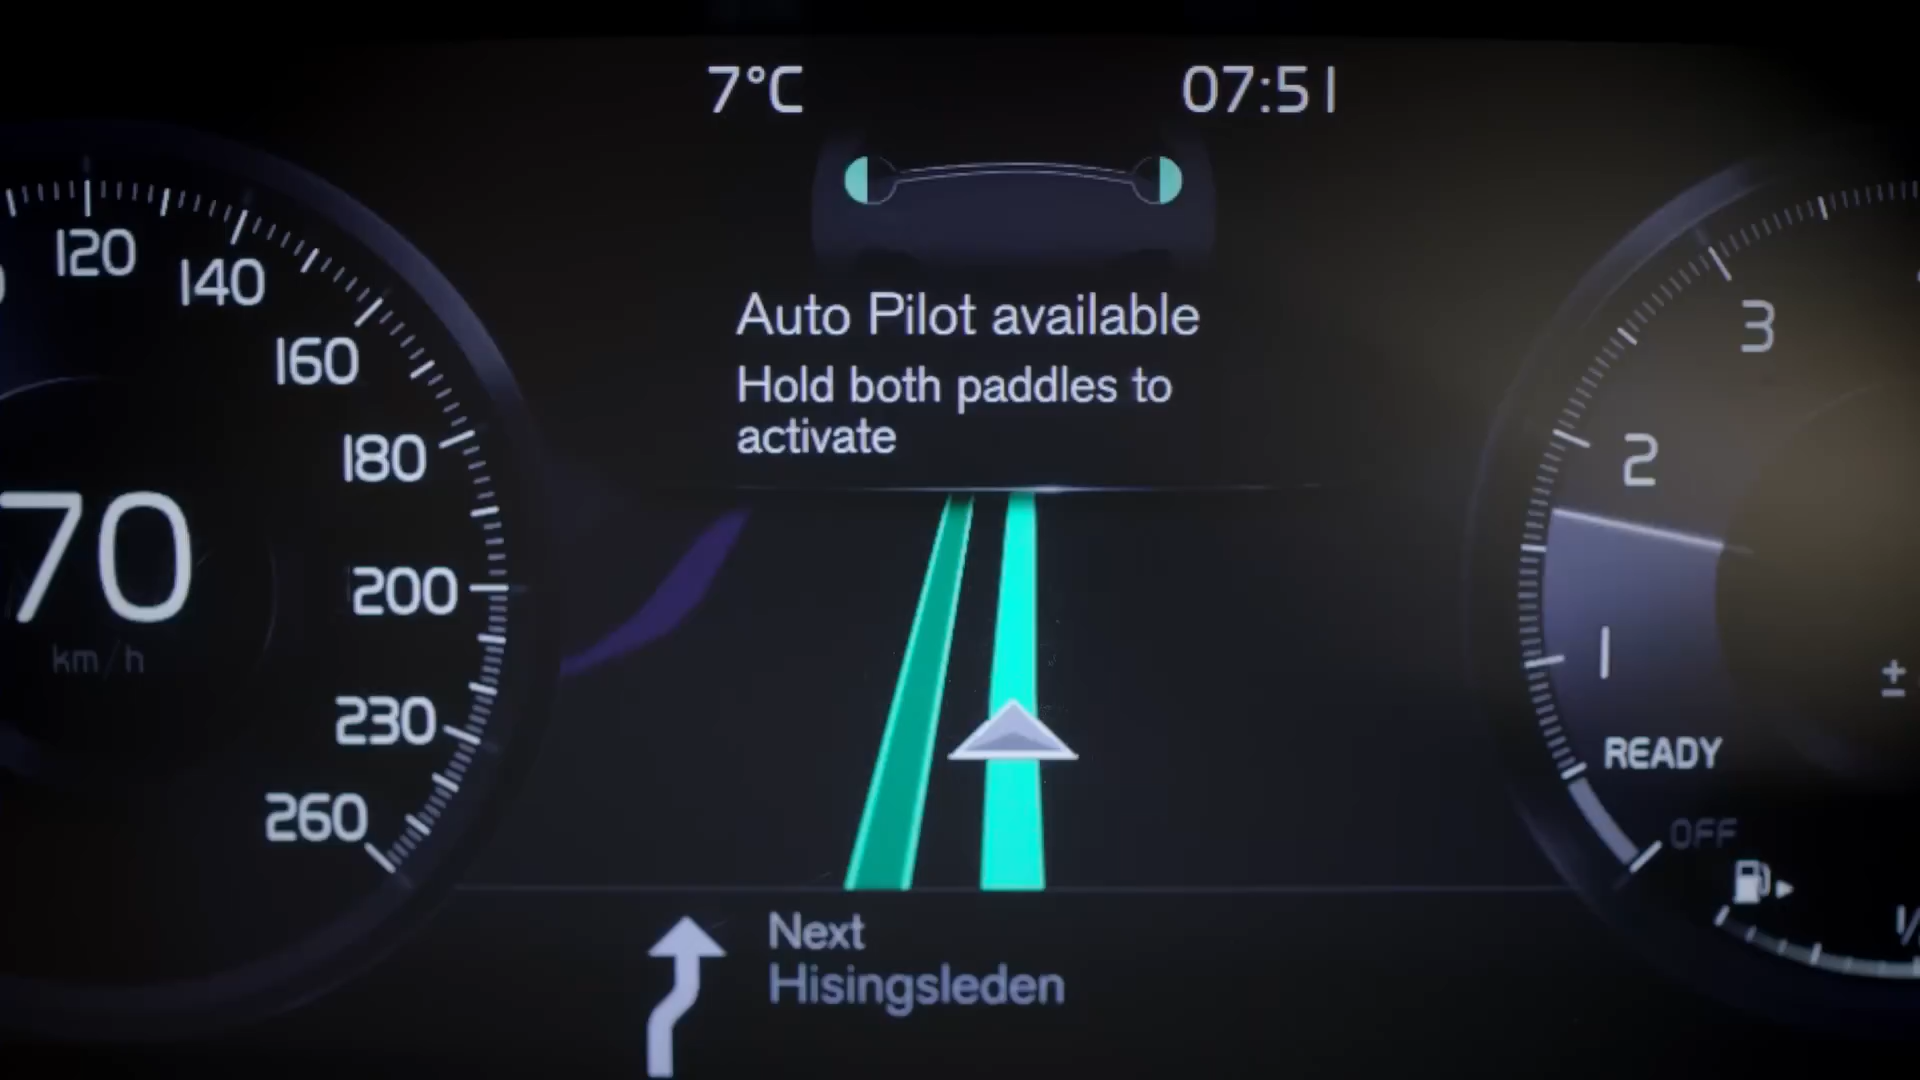 7°C
07:51
120
140
160
180
200
230
260
70
km/h
Auto Pilot available
Hold both paddles to
activate
Next
Hisingsleden
3
2
1
±
READY
OFF